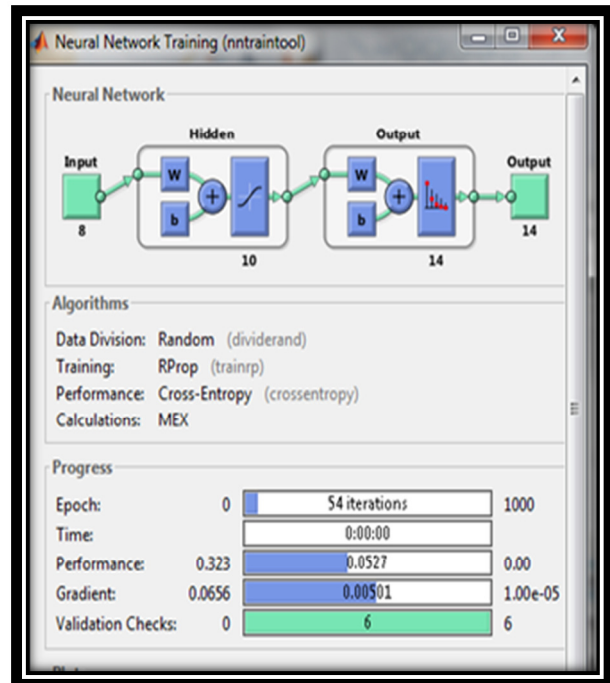 Neural Network Training (nntraintool)
Neural Network
Hidden
Output
Input
Output
W
b
+
W
b
+
8
10
14
14
Algorithms
Data Division: Random (dividerand)
Training: RProp (trainrp)
Performance: Cross-Entropy (crossentropy)
Calculations: MEX
Progress
Epoch: 0 54 iterations 1000
Time: 0:00:00
Performance: 0.323 0.0527 0.00
Gradient: 0.0656 0.00501 1.00e-05
Validation Checks: 0 6 6